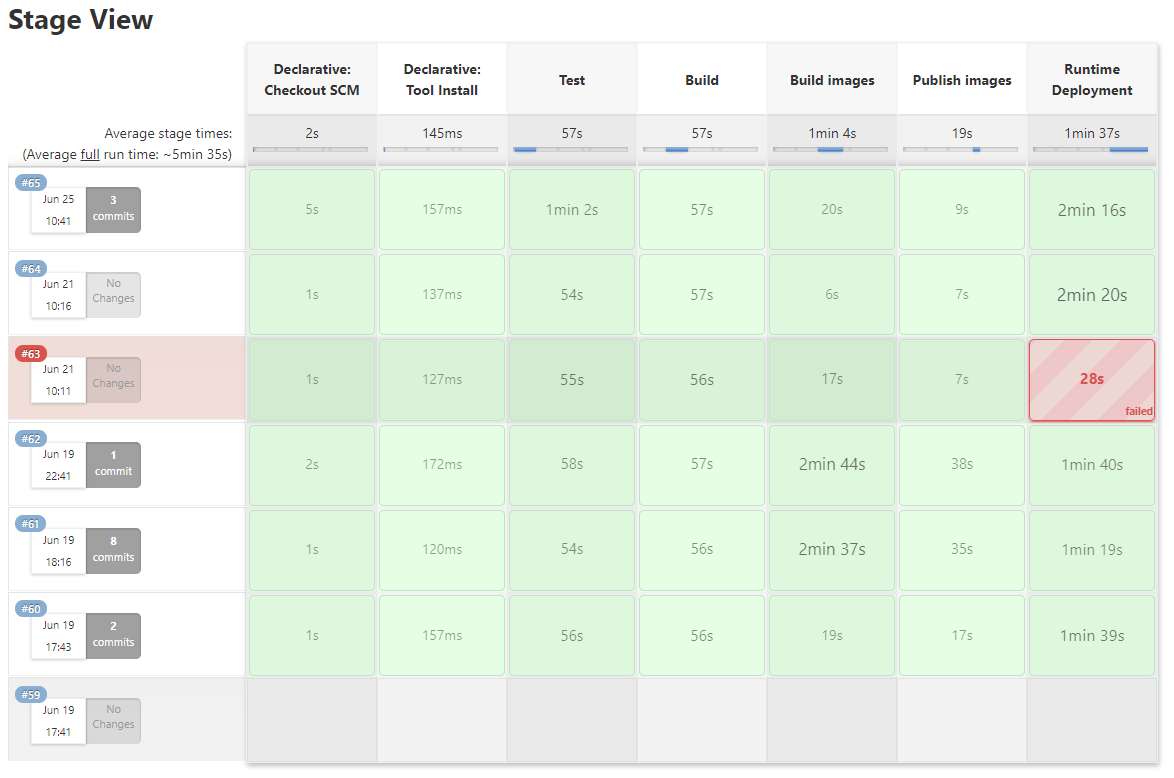 Stage View
Declarative: Checkout SCM
Declarative: Tool Install
Test
Build
Build images
Publish images
Runtime Deployment
Average stage times:
(Average full run time: ~5min 35s)
2s
145ms
57s
57s
1min 4s
19s
1min 37s
#65
Jun 25
10:41
3
commits
5s
157ms
1min 2s
57s
20s
9s
2min 16s
#64
Jun 21
10:16
No
Changes
1s
137ms
54s
57s
6s
7s
2min 20s
#63
Jun 21
10:11
No
Changes
1s
127ms
55s
56s
17s
7s
28s
failed
#62
Jun 19
22:41
1
commit
2s
172ms
58s
57s
2min 44s
38s
1min 40s
#61
Jun 19
18:16
8
commits
1s
120ms
54s
56s
2min 37s
35s
1min 19s
#60
Jun 19
17:43
2
commits
1s
157ms
56s
56s
19s
17s
1min 39s
#59
Jun 19
17:41
No
Changes